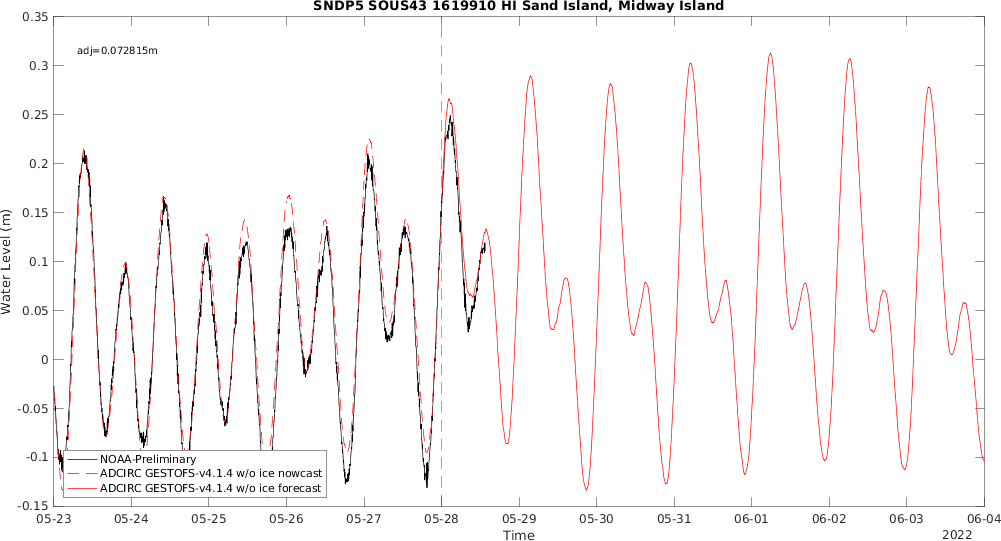 SNDP5 SOUS43 1619910 HI Sand Island, Midway Island
adj=0.072815m
0.35
0.3
0.25
0.2
0.15
0.1
0.05
0
-0.05
-0.1
-0.15
Water Level (m)
NOAA-Preliminary
ADCIRC GESTOFS-v4.1.4 w/o ice nowcast
ADCIRC GESTOFS-v4.1.4 w/o ice forecast
05-23 05-24 05-25 05-26 05-27 05-28 05-29 05-30 05-31 06-01 06-02 06-03 06-04
Time
2022